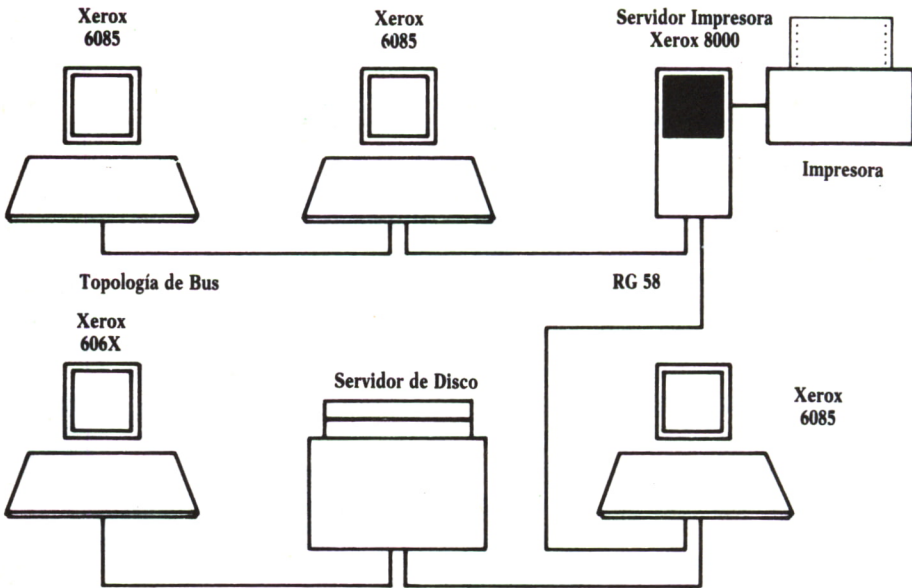 Xerox
6085
Xerox
6085
Servidor Impresora
Xerox 8000
Impresora
Topología de Bus
RG 58
Xerox
606X
Servidor de Disco
Xerox
6085